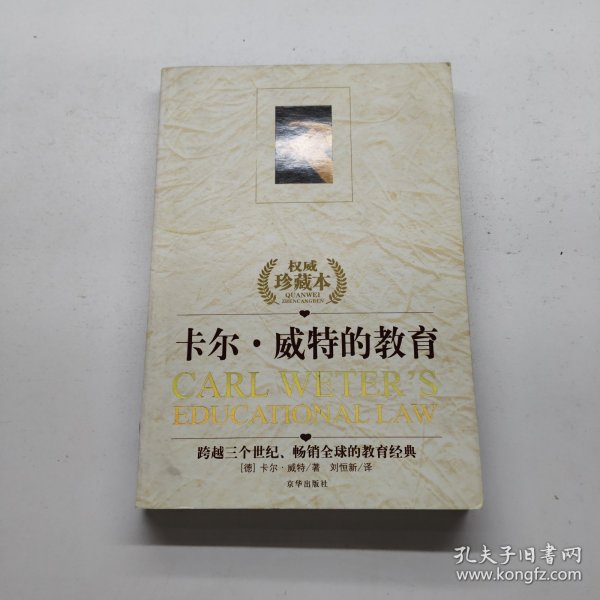 权威
珍藏本
QUANWEI
ZHENCANGBEN
卡尔·威特的教育
CARL WETER'S
EDUCATIONAL LAW
跨越三个世纪、畅销全球的教育经典
[德]卡尔·威特/著 刘恒新/译
京华出版社
孔夫子旧书网
www.kongfz.com